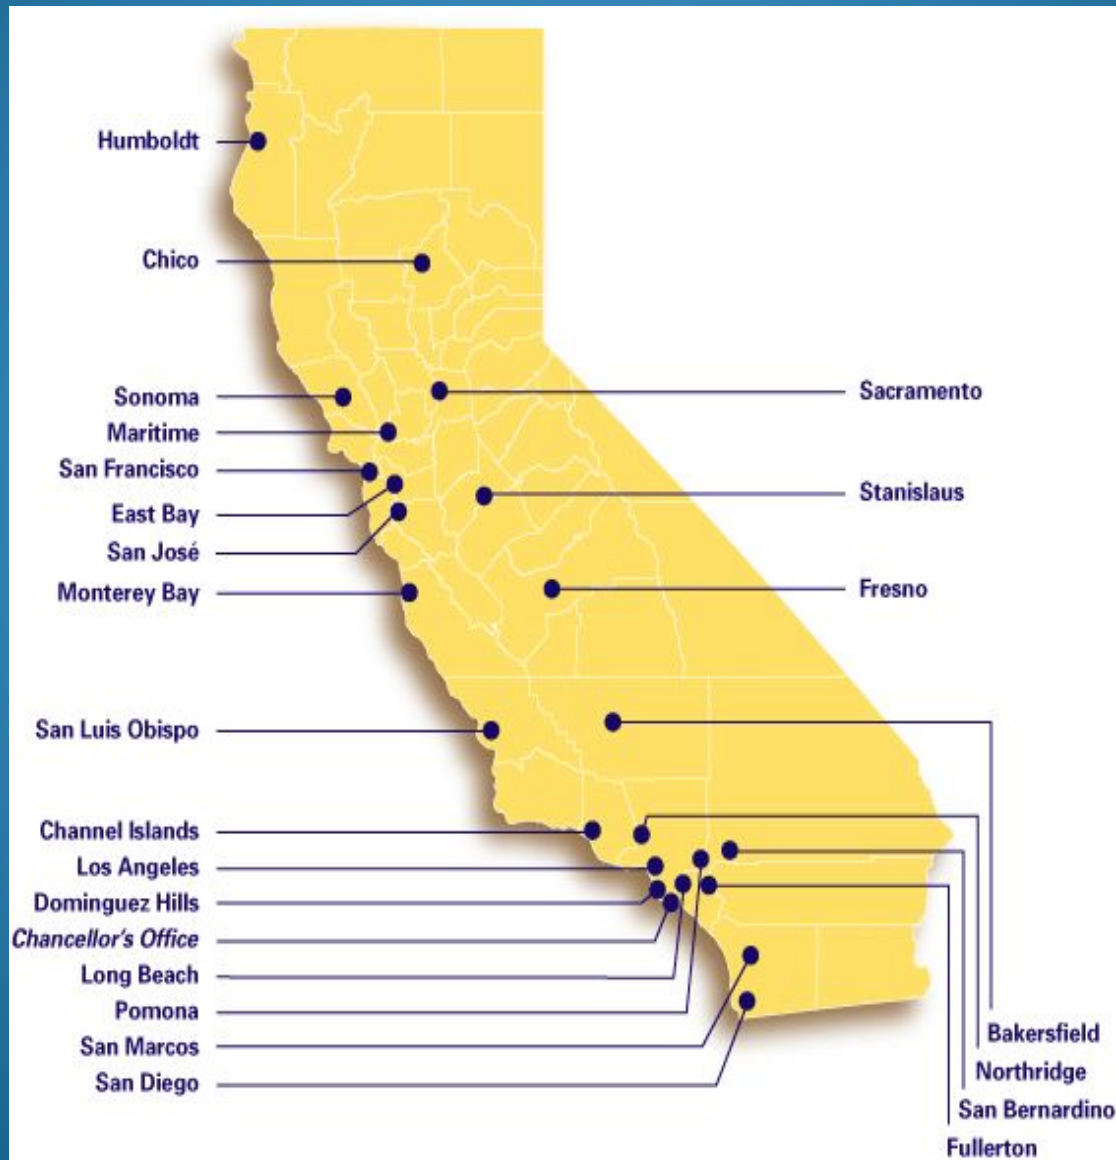 Humboldt
Chico
Sonoma
Maritime
San Francisco
East Bay
San José
Monterey Bay
San Luis Obispo
Channel Islands
Los Angeles
Dominguez Hills
Chancellor's Office
Long Beach
Pomona
San Marcos
San Diego
Sacramento
Stanislaus
Fresno
Bakersfield
Northridge
San Bernardino
Fullerton